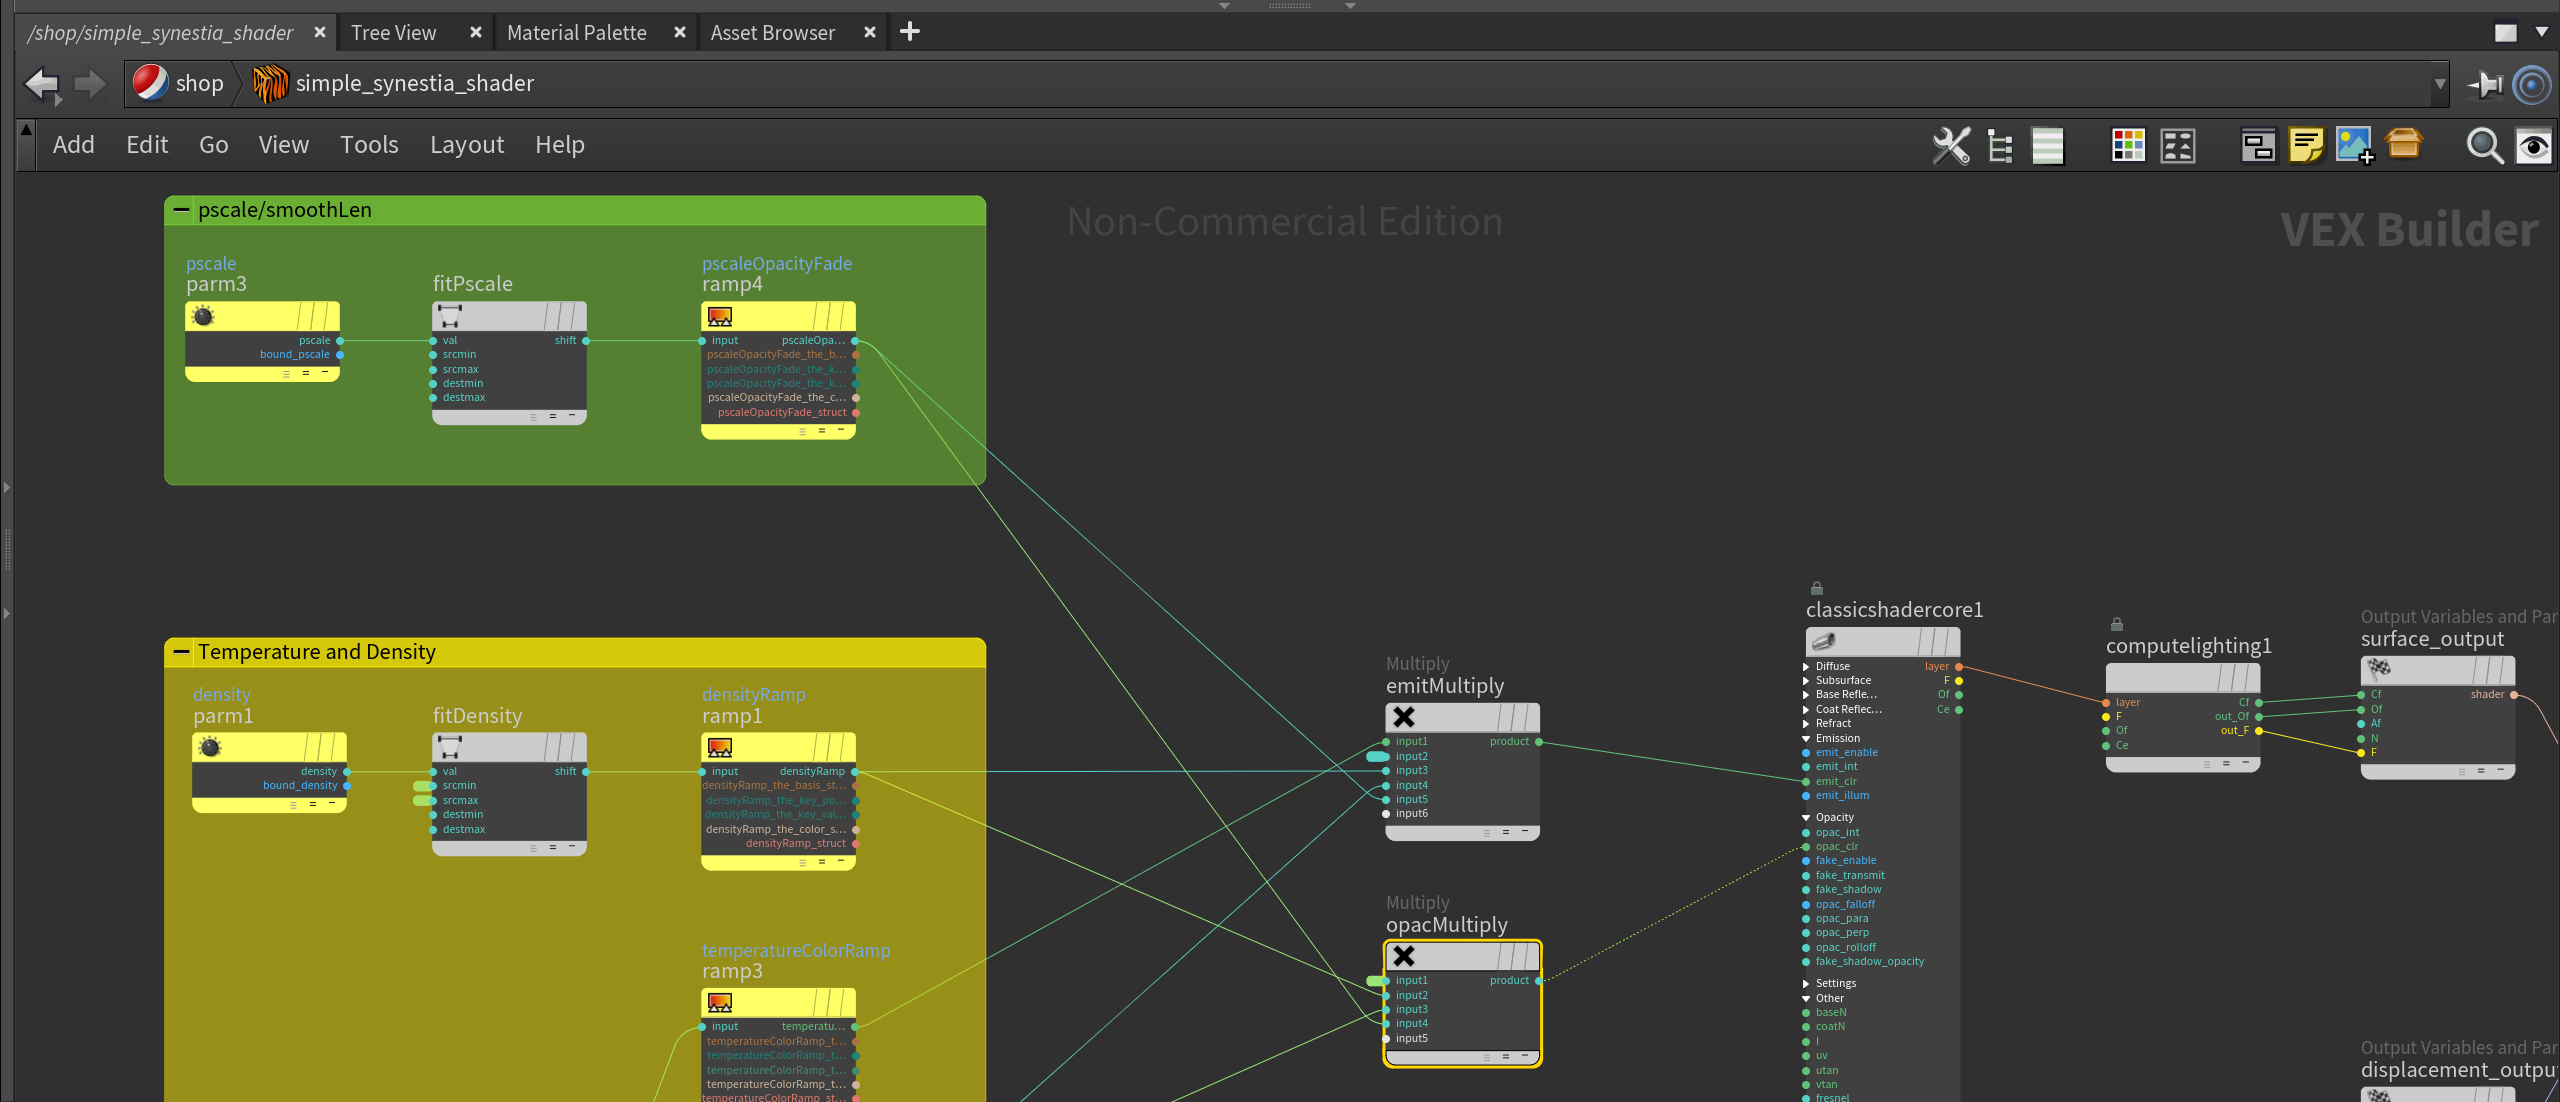 /shop/simple_synestia_shader
Tree View
Material Palette
Asset Browser
shop
simple_synestia_shader
Add Edit Go View Tools Layout Help
Non-Commercial Edition
VEX Builder
pscale/smoothLen
pscale
parm3
pscale
bound_pscale
fitPscale
val shift
srcmin
srcmax
destmin
destmax
pscaleOpacityFade
ramp4
input pscaleOpa...
pscaleOpacityFade_the_b...
pscaleOpacityFade_the_k...
pscaleOpacityFade_the_k...
pscaleOpacityFade_the_c...
pscaleOpacityFade_struct
Temperature and Density
density
parm1
density
bound_density
fitDensity
val shift
srcmin
srcmax
destmin
destmax
densityRamp
ramp1
input densityRamp
densityRamp_the_basis_st...
densityRamp_the_key_po...
densityRamp_the_key_val...
densityRamp_the_color_s...
densityRamp_struct
temperatureColorRamp
ramp3
input temperatu...
temperatureColorRamp_t...
temperatureColorRamp_t...
temperatureColorRamp_t...
temperatureColorRamp_t...
temperatureColorRamp_st...
Multiply
emitMultiply
input1 product
input2
input3
input4
input5
input6
Multiply
opacMultiply
input1 product
input2
input3
input4
input5
classicshadercore1
Diffuse layer
Subsurface F
Base Refle... Of
Coat Reflec... Ce
Refract
Emission
emit_enable
emit_int
emit_clr
emit_illum
Opacity
opac_int
opac_clr
fake_enable
fake_transmit
fake_shadow
opac_falloff
opac_para
opac_perp
opac_rolloff
fake_shadow_opacity
Settings
Other
baseN
coatN
I
uv
utan
vtan
fresnel
computelighting1
layer Cf
F out_Of
Of out_F
Ce
Output Variables and Par
surface_output
Cf shader
Of
Af
N
F
Output Variables and Par
displacement_outpu